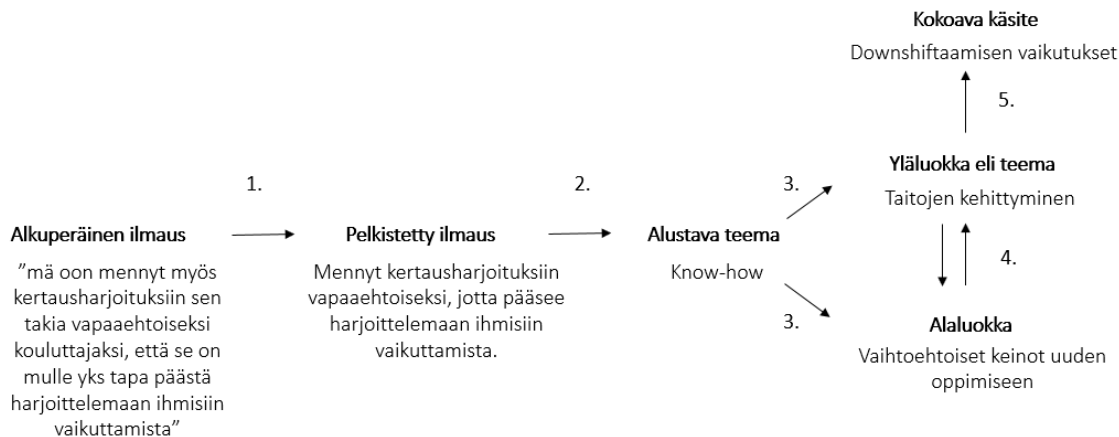 Kokoava käsite
Downshiftaamisen vaikutukset
5.
1.
2.
3.
Yläluokka eli teema
Taitojen kehittyminen
Alkuperäinen ilmaus
”mä oon mennyt myös
kertausharjoituksiin sen
takia vapaaehtoiseksi
kouluttajaksi, että se on
mulle yks tapa päästä
harjoittelemaan ihmisiin
vaikuttamista”
Pelkistetty ilmaus
Mennyt kertausharjoituksiin
vapaaehtoiseksi, jotta pääsee
harjoittelemaan ihmisiin
vaikuttamista.
Alustava teema
Know-how
4.
3.
Alaluokka
Vaihtoehtoiset keinot uuden
oppimiseen